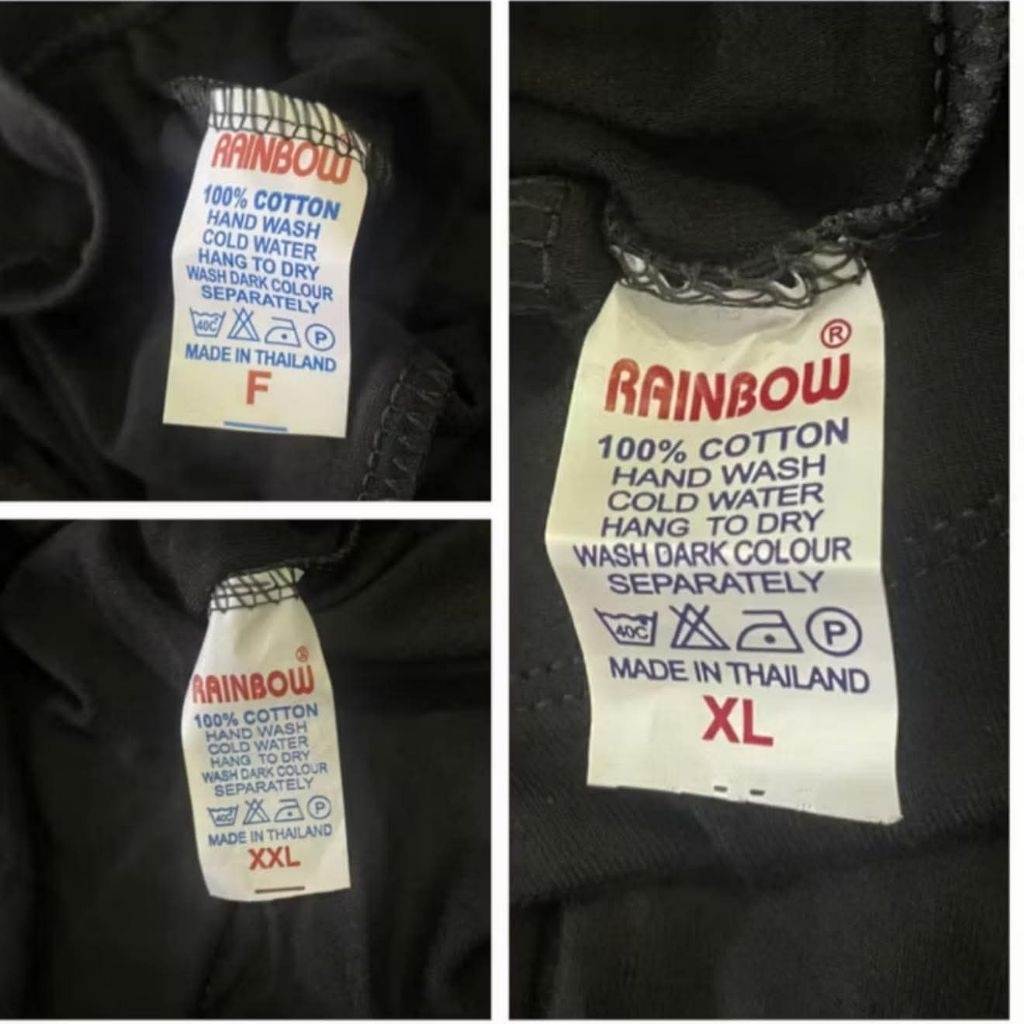 RAINBOW
100% COTTON
HAND WASH
COLD WATER
HANG TO DRY
WASH DARK COLOUR
SEPARATELY
40C P
MADE IN THAILAND
F
RAINBOW ®
100% COTTON
HAND WASH
COLD WATER
HANG TO DRY
WASH DARK COLOUR
SEPARATELY
40C P
MADE IN THAILAND
XXL
®
RAINBOW
100% COTTON
HAND WASH
COLD WATER
HANG TO DRY
WASH DARK COLOUR
SEPARATELY
40C P
MADE IN THAILAND
XL